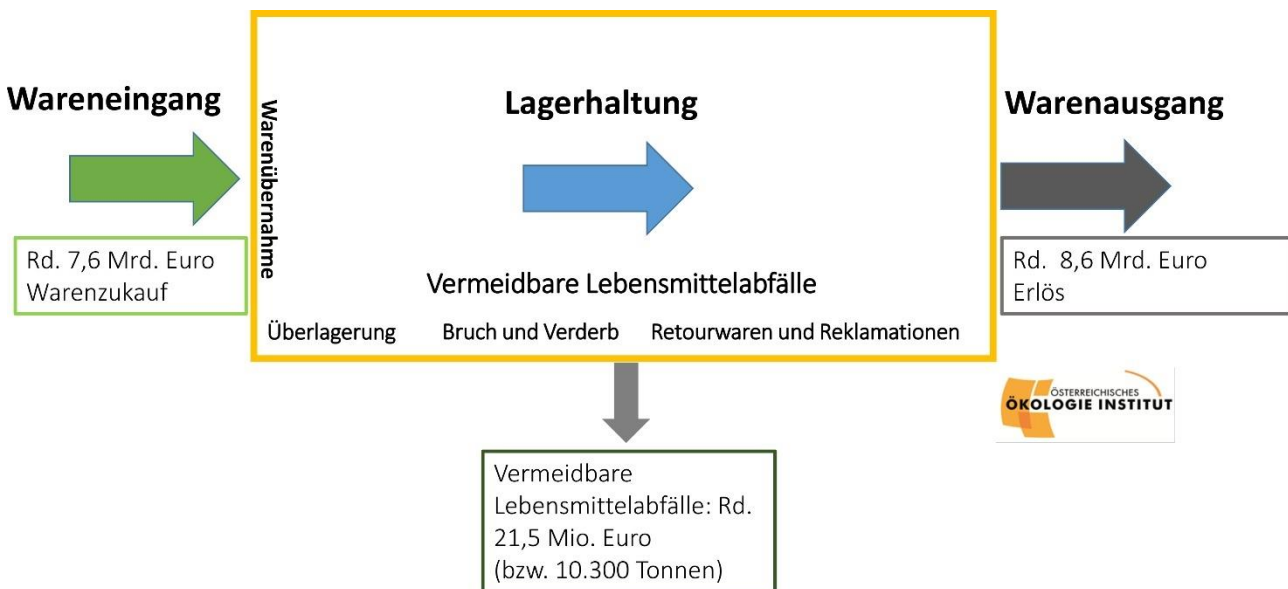 Wareneingang
Warenübernahme
Lagerhaltung
Warenausgang
Rd. 7,6 Mrd. Euro
Warenzukauf
Rd. 8,6 Mrd. Euro
Erlös
Vermeidbare Lebensmittelabfälle
Überlagerung
Bruch und Verderb
Retourwaren und Reklamationen
ÖSTERREICHISCHES
ÖKOLOGIE INSTITUT
Vermeidbare
Lebensmittelabfälle: Rd.
21,5 Mio. Euro
(bzw. 10.300 Tonnen)